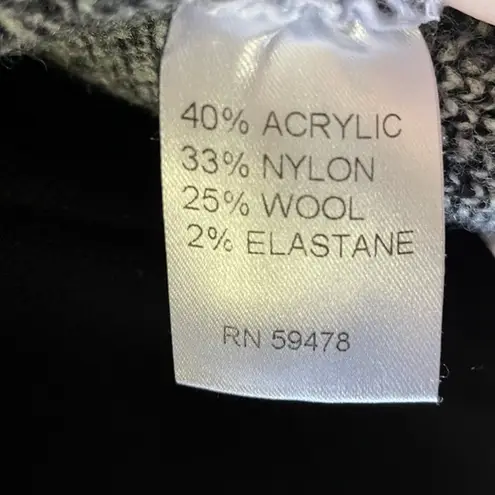 40% ACRYLIC
33% NYLON
25% WOOL
2% ELASTANE
RN 59478